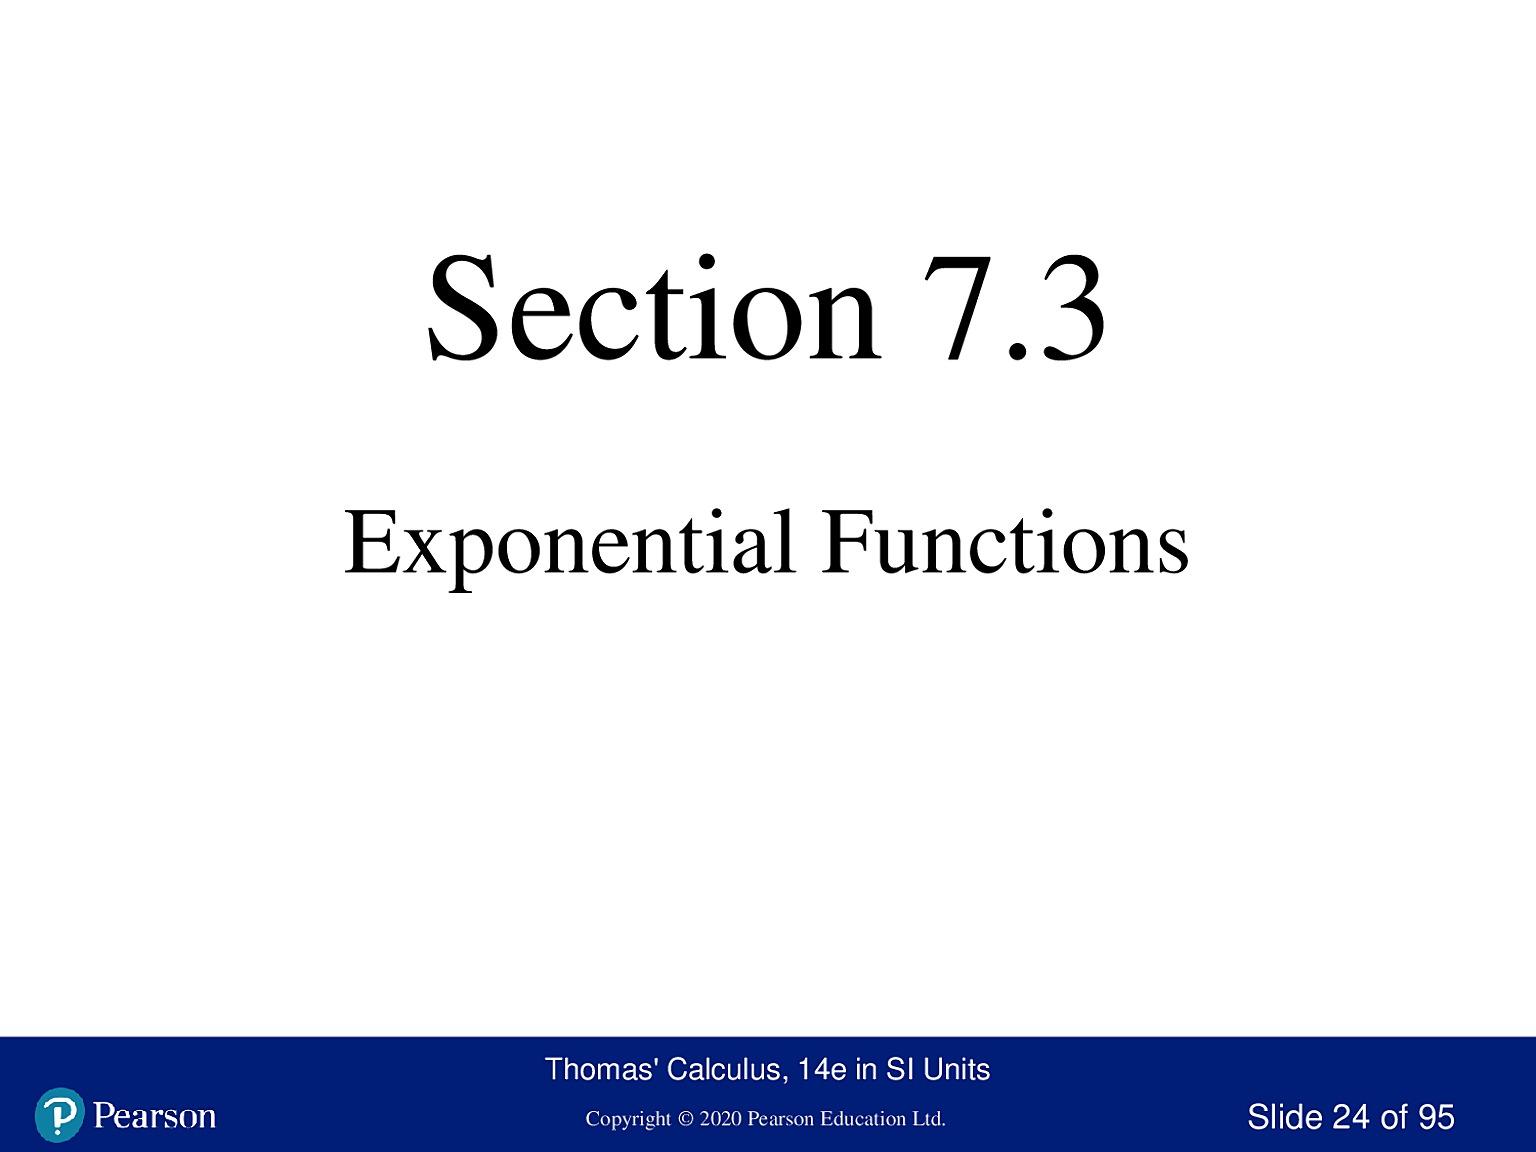 Section 7.3
Exponential Functions
Thomas' Calculus, 14e in SI Units
Pearson
Copyright © 2020 Pearson Education Ltd.
Slide 24 of 95